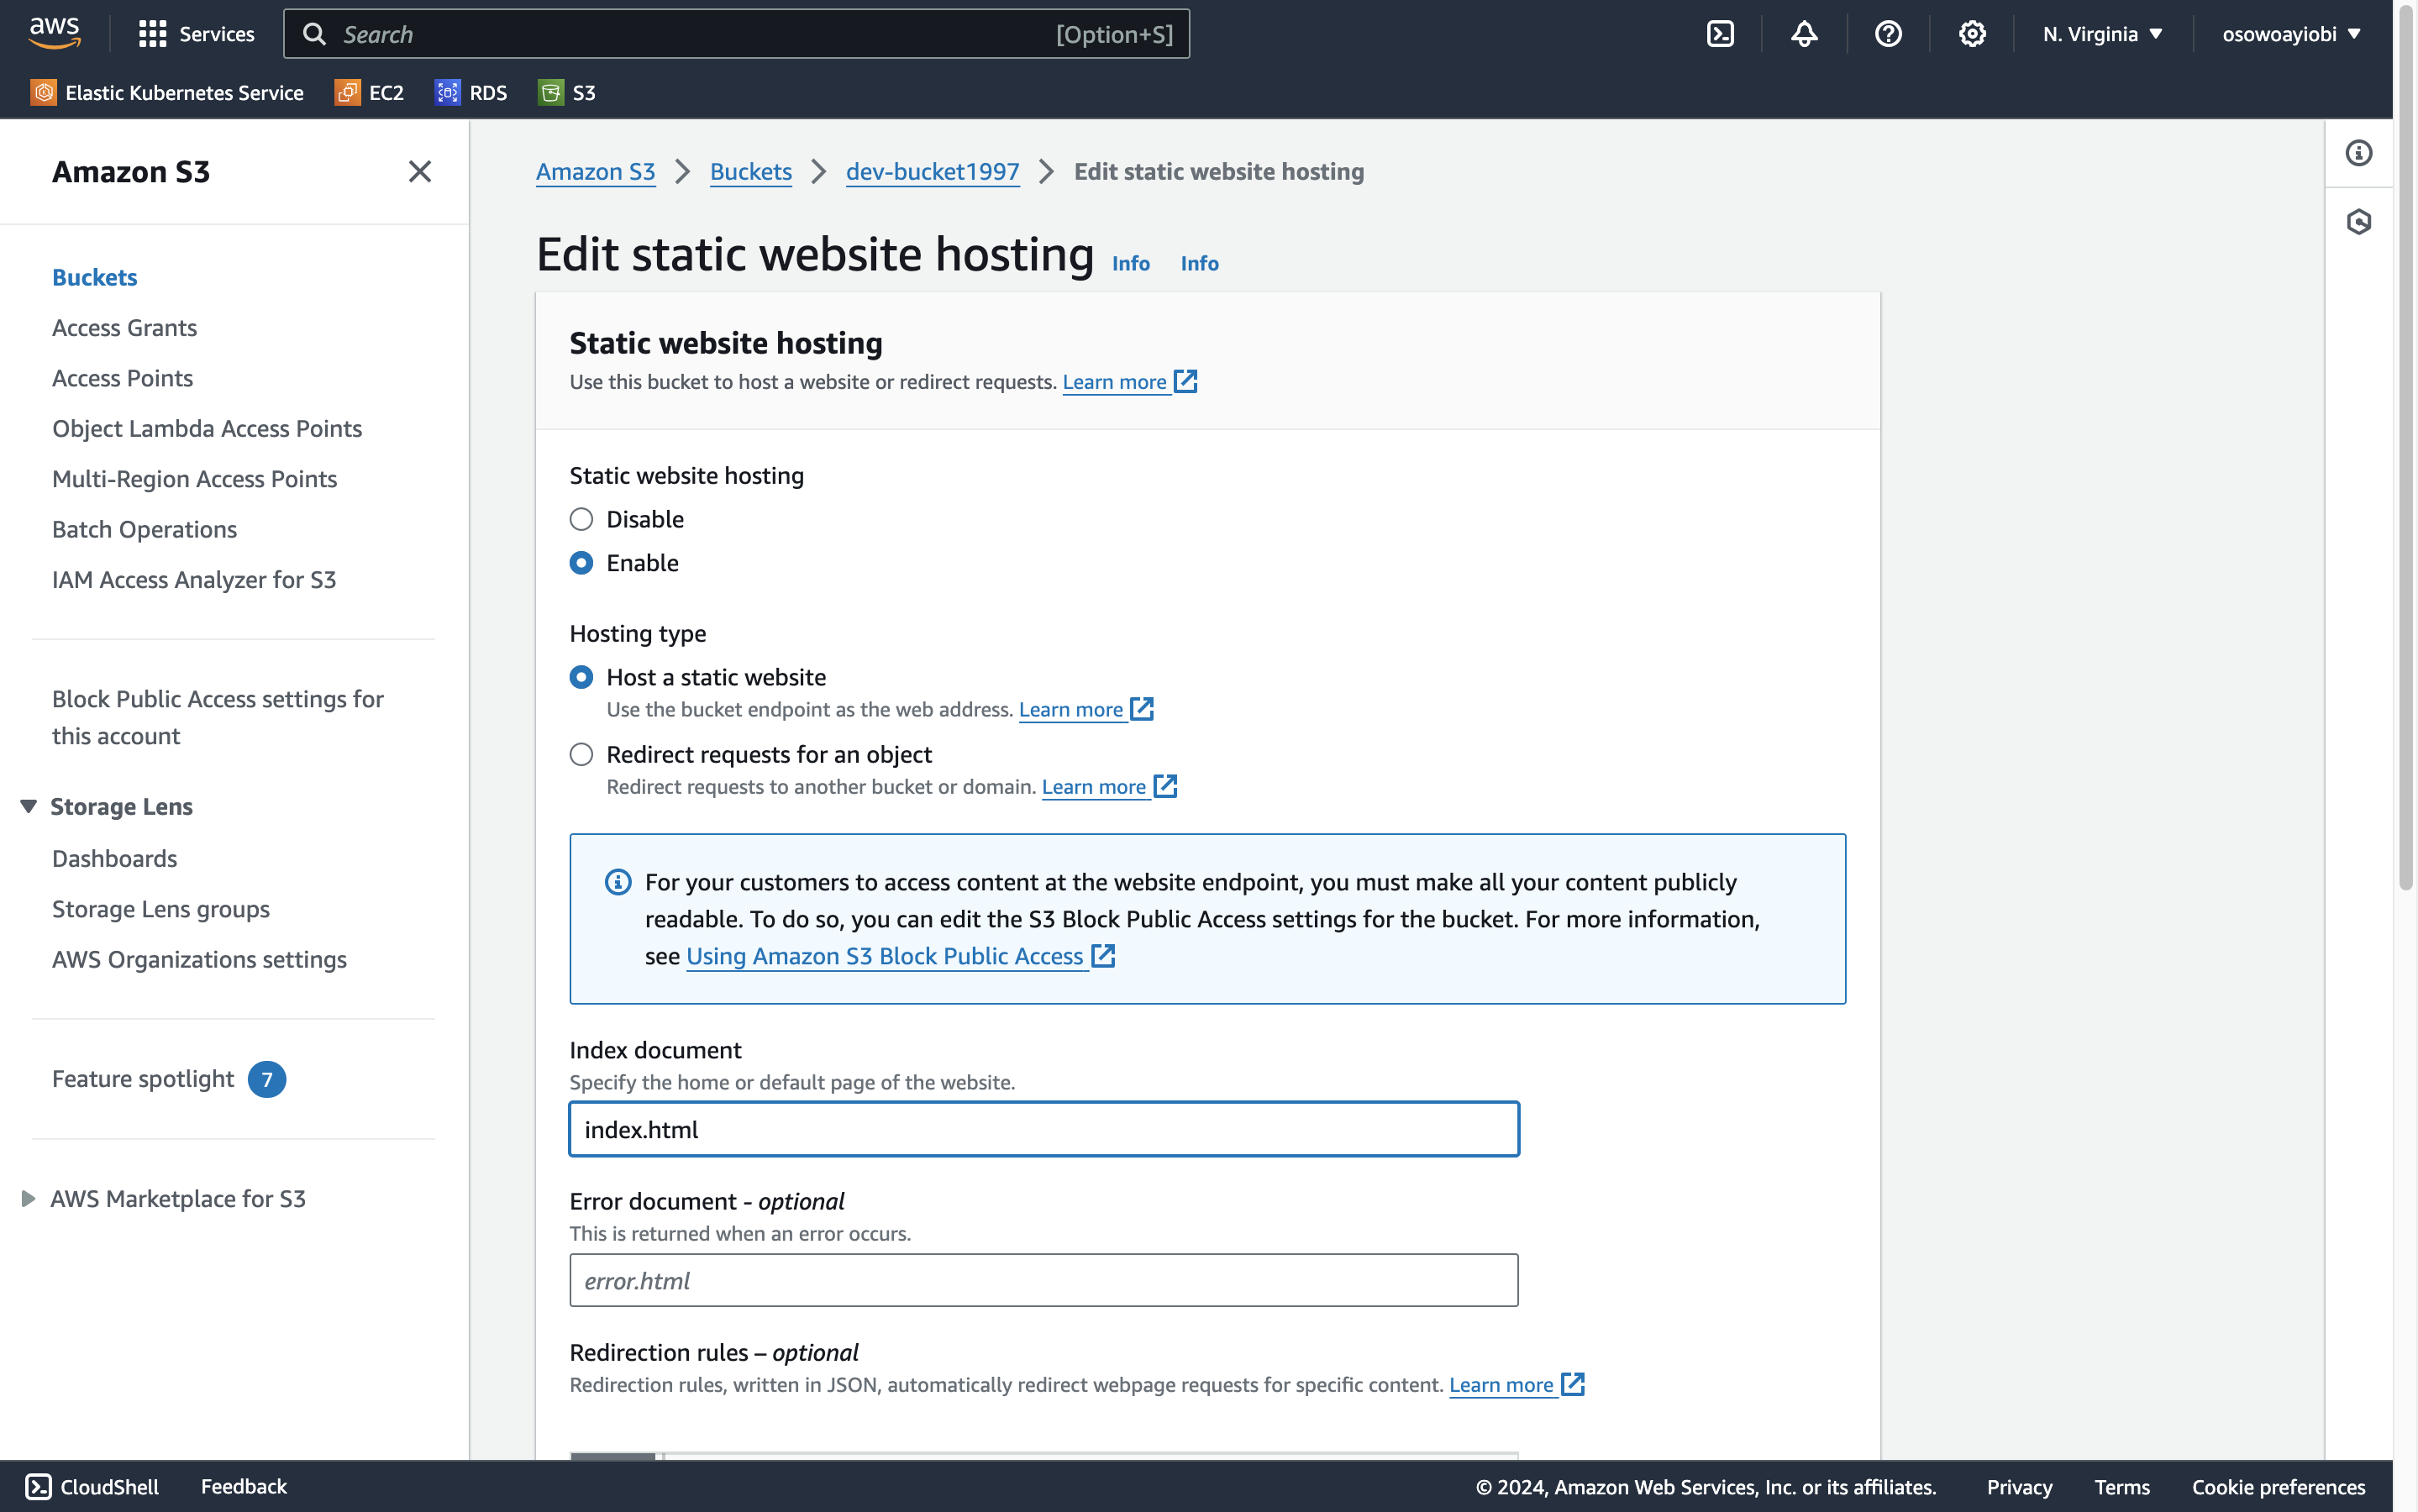 aws
Services
Search
[Option+S]
N. Virginia
osowoayiobi
Elastic Kubernetes Service
EC2
RDS
S3
Amazon S3
Buckets
Access Grants
Access Points
Object Lambda Access Points
Multi-Region Access Points
Batch Operations
IAM Access Analyzer for S3
Block Public Access settings for
this account
Storage Lens
Dashboards
Storage Lens groups
AWS Organizations settings
Feature spotlight 7
AWS Marketplace for S3
Amazon S3 > Buckets > dev-bucket1997 > Edit static website hosting
Edit static website hosting Info Info
Static website hosting
Use this bucket to host a website or redirect requests. Learn more
Static website hosting
Disable
Enable
Hosting type
Host a static website
Use the bucket endpoint as the web address. Learn more
Redirect requests for an object
Redirect requests to another bucket or domain. Learn more
For your customers to access content at the website endpoint, you must make all your content publicly
readable. To do so, you can edit the S3 Block Public Access settings for the bucket. For more information,
see Using Amazon S3 Block Public Access
Index document
Specify the home or default page of the website.
index.html
Error document - optional
This is returned when an error occurs.
error.html
Redirection rules – optional
Redirection rules, written in JSON, automatically redirect webpage requests for specific content. Learn more
CloudShell
Feedback
© 2024, Amazon Web Services, Inc. or its affiliates.
Privacy
Terms
Cookie preferences